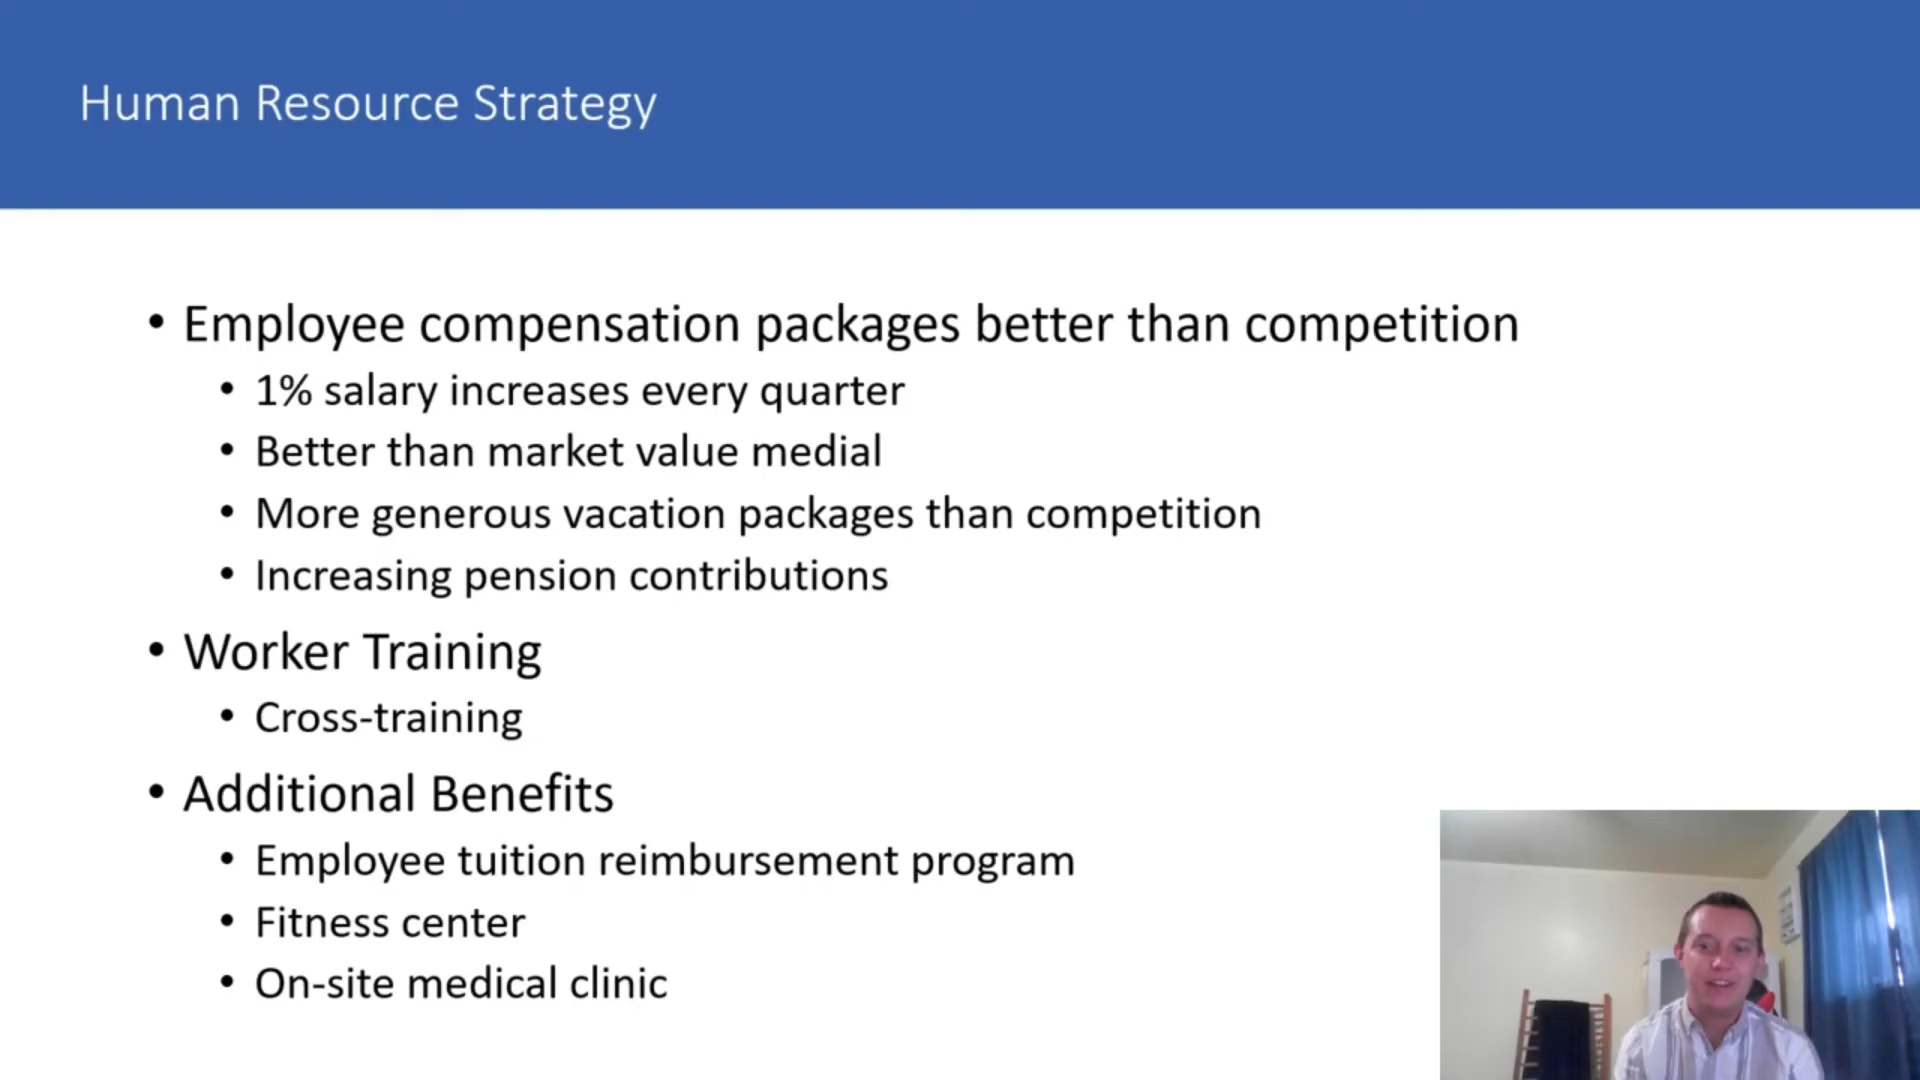 Human Resource Strategy
• Employee compensation packages better than competition
• 1% salary increases every quarter
• Better than market value medial
• More generous vacation packages than competition
• Increasing pension contributions
• Worker Training
• Cross-training
• Additional Benefits
• Employee tuition reimbursement program
• Fitness center
• On-site medical clinic